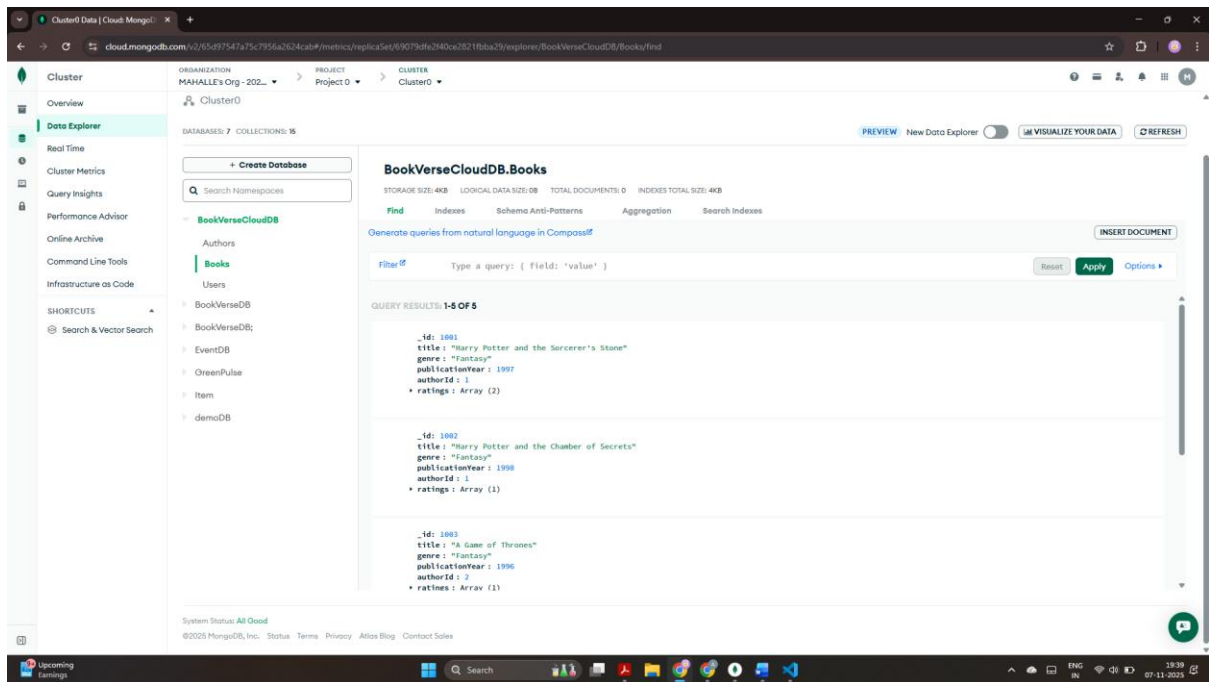 Cluster0 Data | Cloud: MongoD
cloud.mongodb.com/v2/65d97547a75c7956a2624cab#/metrics/replicaSet/69079dfe2f40ce2821fbba29/explorer/BookVerseCloudDB/Books/find
Cluster
ORGANIZATION PROJECT CLUSTER
MAHALLE's Org - 202... Project 0 Cluster0
M
Overview
Data Explorer
Real Time
Cluster Metrics
Query Insights
Performance Advisor
Online Archive
Command Line Tools
Infrastructure as Code
SHORTCUTS
Search & Vector Search
Cluster0
DATABASES: 7 COLLECTIONS: 15
PREVIEW New Data Explorer VISUALIZE YOUR DATA REFRESH
+ Create Database
Search Namespaces
BookVerseCloudDB
Authors
Books
Users
BookVerseDB
BookVerseDB;
EventDB
GreenPulse
Item
demoDB
BookVerseCloudDB.Books
STORAGE SIZE: 4KB LOGICAL DATA SIZE: 0B TOTAL DOCUMENTS: 0 INDEXES TOTAL SIZE: 4KB
Find Indexes Schema Anti-Patterns Aggregation Search Indexes
Generate queries from natural language in Compass
INSERT DOCUMENT
Filter Type a query: { field: 'value' } Reset Apply Options
QUERY RESULTS: 1-5 OF 5
_id: 1001
title : "Harry Potter and the Sorcerer's Stone"
genre : "Fantasy"
publicationYear : 1997
authorId : 1
ratings : Array (2)
_id: 1002
title : "Harry Potter and the Chamber of Secrets"
genre : "Fantasy"
publicationYear : 1998
authorId : 1
ratings : Array (1)
_id: 1003
title : "A Game of Thrones"
genre : "Fantasy"
publicationYear : 1996
authorId : 2
ratings : Array (1)
System Status: All Good
©2025 MongoDB, Inc. Status Terms Privacy Atlas Blog Contact Sales
Upcoming
Earnings
Search
ENG
IN
19:39
07-11-2025